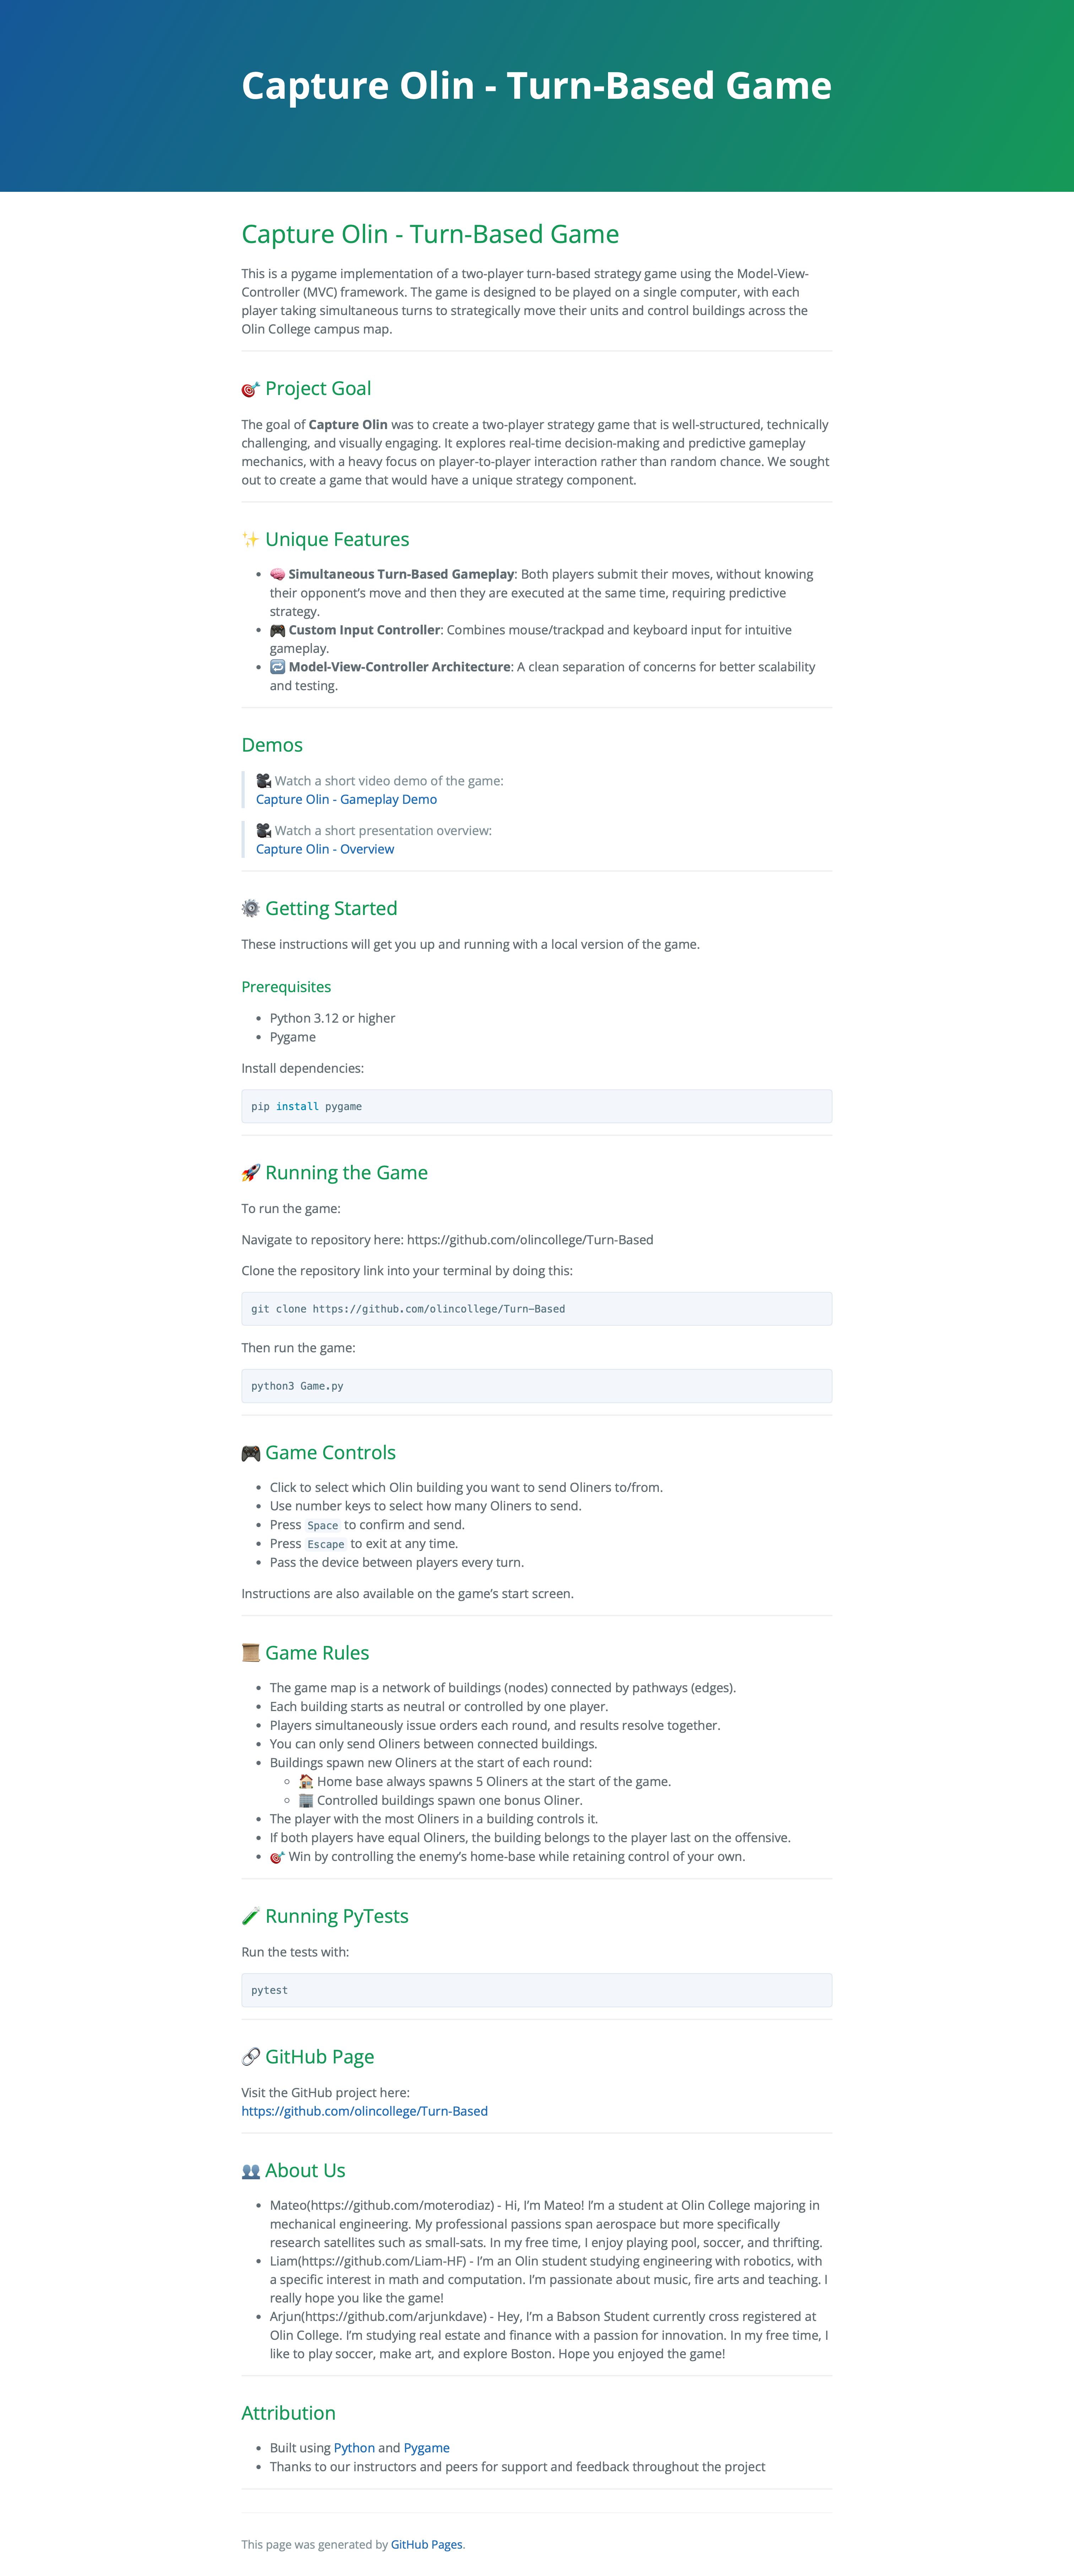 Capture Olin - Turn-Based Game
Capture Olin - Turn-Based Game
This is a pygame implementation of a two-player turn-based strategy game using the Model-View-
Controller (MVC) framework. The game is designed to be played on a single computer, with each
player taking simultaneous turns to strategically move their units and control buildings across the
Olin College campus map.
🎯 Project Goal
The goal of Capture Olin was to create a two-player strategy game that is well-structured, technically
challenging, and visually engaging. It explores real-time decision-making and predictive gameplay
mechanics, with a heavy focus on player-to-player interaction rather than random chance. We sought
out to create a game that would have a unique strategy component.
✨ Unique Features
• 🧠 Simultaneous Turn-Based Gameplay: Both players submit their moves, without knowing
their opponent’s move and then they are executed at the same time, requiring predictive
strategy.
• 🎮 Custom Input Controller: Combines mouse/trackpad and keyboard input for intuitive
gameplay.
• 🔁 Model-View-Controller Architecture: A clean separation of concerns for better scalability
and testing.
Demos
🎥 Watch a short video demo of the game:
Capture Olin - Gameplay Demo
🎥 Watch a short presentation overview:
Capture Olin - Overview
⚙️ Getting Started
These instructions will get you up and running with a local version of the game.
Prerequisites
• Python 3.12 or higher
• Pygame
Install dependencies:
pip install pygame
🚀 Running the Game
To run the game:
Navigate to repository here: https://github.com/olincollege/Turn-Based
Clone the repository link into your terminal by doing this:
git clone https://github.com/olincollege/Turn-Based
Then run the game:
python3 Game.py
🎮 Game Controls
• Click to select which Olin building you want to send Oliners to/from.
• Use number keys to select how many Oliners to send.
• Press Space to confirm and send.
• Press Escape to exit at any time.
• Pass the device between players every turn.
Instructions are also available on the game’s start screen.
📜 Game Rules
• The game map is a network of buildings (nodes) connected by pathways (edges).
• Each building starts as neutral or controlled by one player.
• Players simultaneously issue orders each round, and results resolve together.
• You can only send Oliners between connected buildings.
• Buildings spawn new Oliners at the start of each round:
◦ 🏠 Home base always spawns 5 Oliners at the start of the game.
◦ 🏢 Controlled buildings spawn one bonus Oliner.
• The player with the most Oliners in a building controls it.
• If both players have equal Oliners, the building belongs to the player last on the offensive.
• 🎯 Win by controlling the enemy’s home-base while retaining control of your own.
🧪 Running PyTests
Run the tests with:
pytest
🔗 GitHub Page
Visit the GitHub project here:
https://github.com/olincollege/Turn-Based
👥 About Us
• Mateo(https://github.com/moterodiaz) - Hi, I’m Mateo! I’m a student at Olin College majoring in
mechanical engineering. My professional passions span aerospace but more specifically
research satellites such as small-sats. In my free time, I enjoy playing pool, soccer, and thrifting.
• Liam(https://github.com/Liam-HF) - I’m an Olin student studying engineering with robotics, with
a specific interest in math and computation. I’m passionate about music, fire arts and teaching. I
really hope you like the game!
• Arjun(https://github.com/arjunkdave) - Hey, I’m a Babson Student currently cross registered at
Olin College. I’m studying real estate and finance with a passion for innovation. In my free time, I
like to play soccer, make art, and explore Boston. Hope you enjoyed the game!
Attribution
• Built using Python and Pygame
• Thanks to our instructors and peers for support and feedback throughout the project
This page was generated by GitHub Pages.